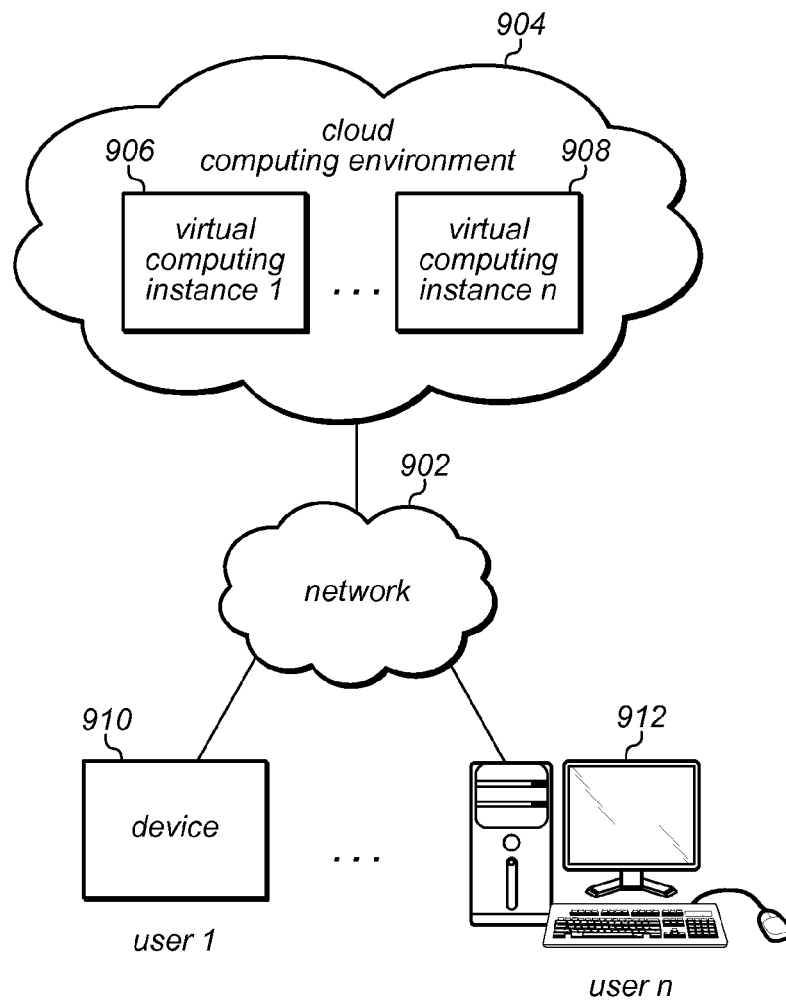 904
cloud
computing environment
906
908
virtual
computing
instance 1
. . .
virtual
computing
instance n
902
network
910
device
912
. . .
user 1
user n